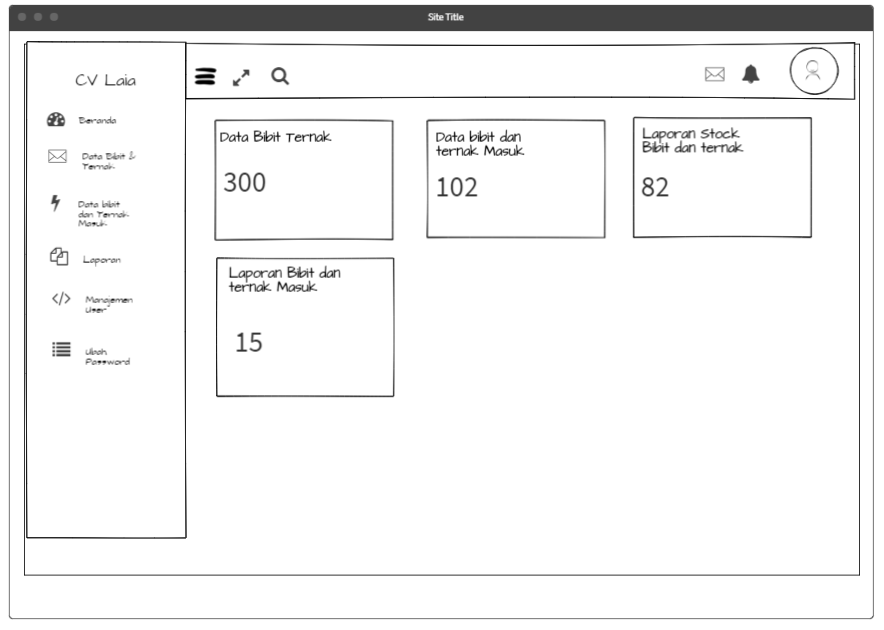 Site Title
CV Laia
Beranda
Data Bibit &
Ternak
Data bibit
dan Ternak
Masuk
Laporan
Manajemen
User
Ubah
Password
Data Bibit Ternak
300
Data bibit dan
ternak Masuk
102
Laporan Stock
Bibit dan ternak
82
Laporan Bibit dan
ternak Masuk
15